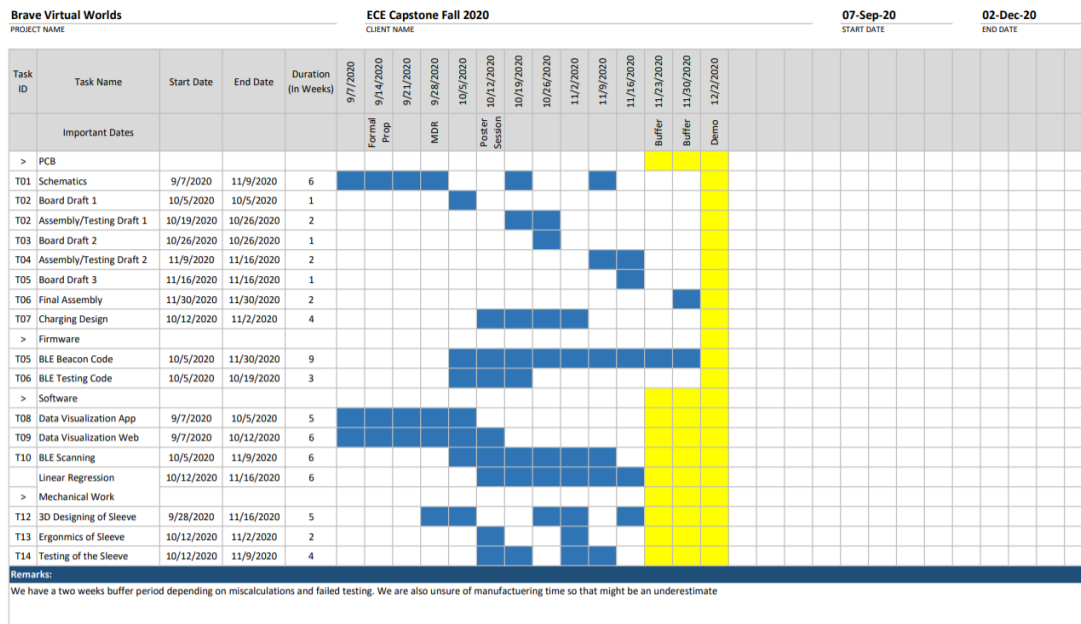 Brave Virtual Worlds ECE Capstone Fall 2020 07-Sep-20 02-Dec-20
PROJECT NAME CLIENT NAME START DATE END DATE
Task ID Task Name Start Date End Date Duration (In Weeks) 9/7/2020 9/14/2020 9/21/2020 9/28/2020 10/5/2020 10/12/2020 10/19/2020 10/26/2020 11/2/2020 11/9/2020 11/16/2020 11/23/2020 11/30/2020 12/2/2020
Important Dates Formal Prop MDR Poster Session Buffer Buffer Demo
> PCB
T01 Schematics 9/7/2020 11/9/2020 6
T02 Board Draft 1 10/5/2020 10/5/2020 1
T02 Assembly/Testing Draft 1 10/19/2020 10/26/2020 2
T03 Board Draft 2 10/26/2020 10/26/2020 1
T04 Assembly/Testing Draft 2 11/9/2020 11/16/2020 2
T05 Board Draft 3 11/16/2020 11/16/2020 1
T06 Final Assembly 11/30/2020 11/30/2020 2
T07 Charging Design 10/12/2020 11/2/2020 4
> Firmware
T05 BLE Beacon Code 10/5/2020 11/30/2020 9
T06 BLE Testing Code 10/5/2020 10/19/2020 3
> Software
T08 Data Visualization App 9/7/2020 10/5/2020 5
T09 Data Visualization Web 9/7/2020 10/12/2020 6
T10 BLE Scanning 10/5/2020 11/9/2020 6
Linear Regression 10/12/2020 11/16/2020 6
> Mechanical Work
T12 3D Designing of Sleeve 9/28/2020 11/16/2020 5
T13 Ergonmics of Sleeve 10/12/2020 11/2/2020 2
T14 Testing of the Sleeve 10/12/2020 11/9/2020 4
Remarks:
We have a two weeks buffer period depending on miscalculations and failed testing. We are also unsure of manufactuering time so that might be an underestimate